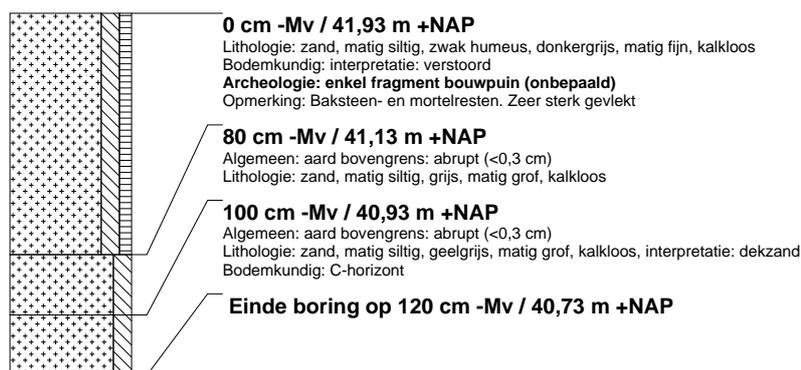 0 cm -Mv / 41,93 m +NAP
Lithologie: zand, matig siltig, zwak humeus, donkergrijs, matig fijn, kalkloos
Bodemkundig: interpretatie: verstoord
Archeologie: enkel fragment bouwpuin (onbepaald)
Opmerking: Baksteen- en mortelresten. Zeer sterk gevlekt
80 cm -Mv / 41,13 m +NAP
Algemeen: aard bovengrens: abrupt (<0,3 cm)
Lithologie: zand, matig siltig, grijs, matig grof, kalkloos
100 cm -Mv / 40,93 m +NAP
Algemeen: aard bovengrens: abrupt (<0,3 cm)
Lithologie: zand, matig siltig, geelgrijs, matig grof, kalkloos, interpretatie: dekzand
Bodemkundig: C-horizont
Einde boring op 120 cm -Mv / 40,73 m +NAP